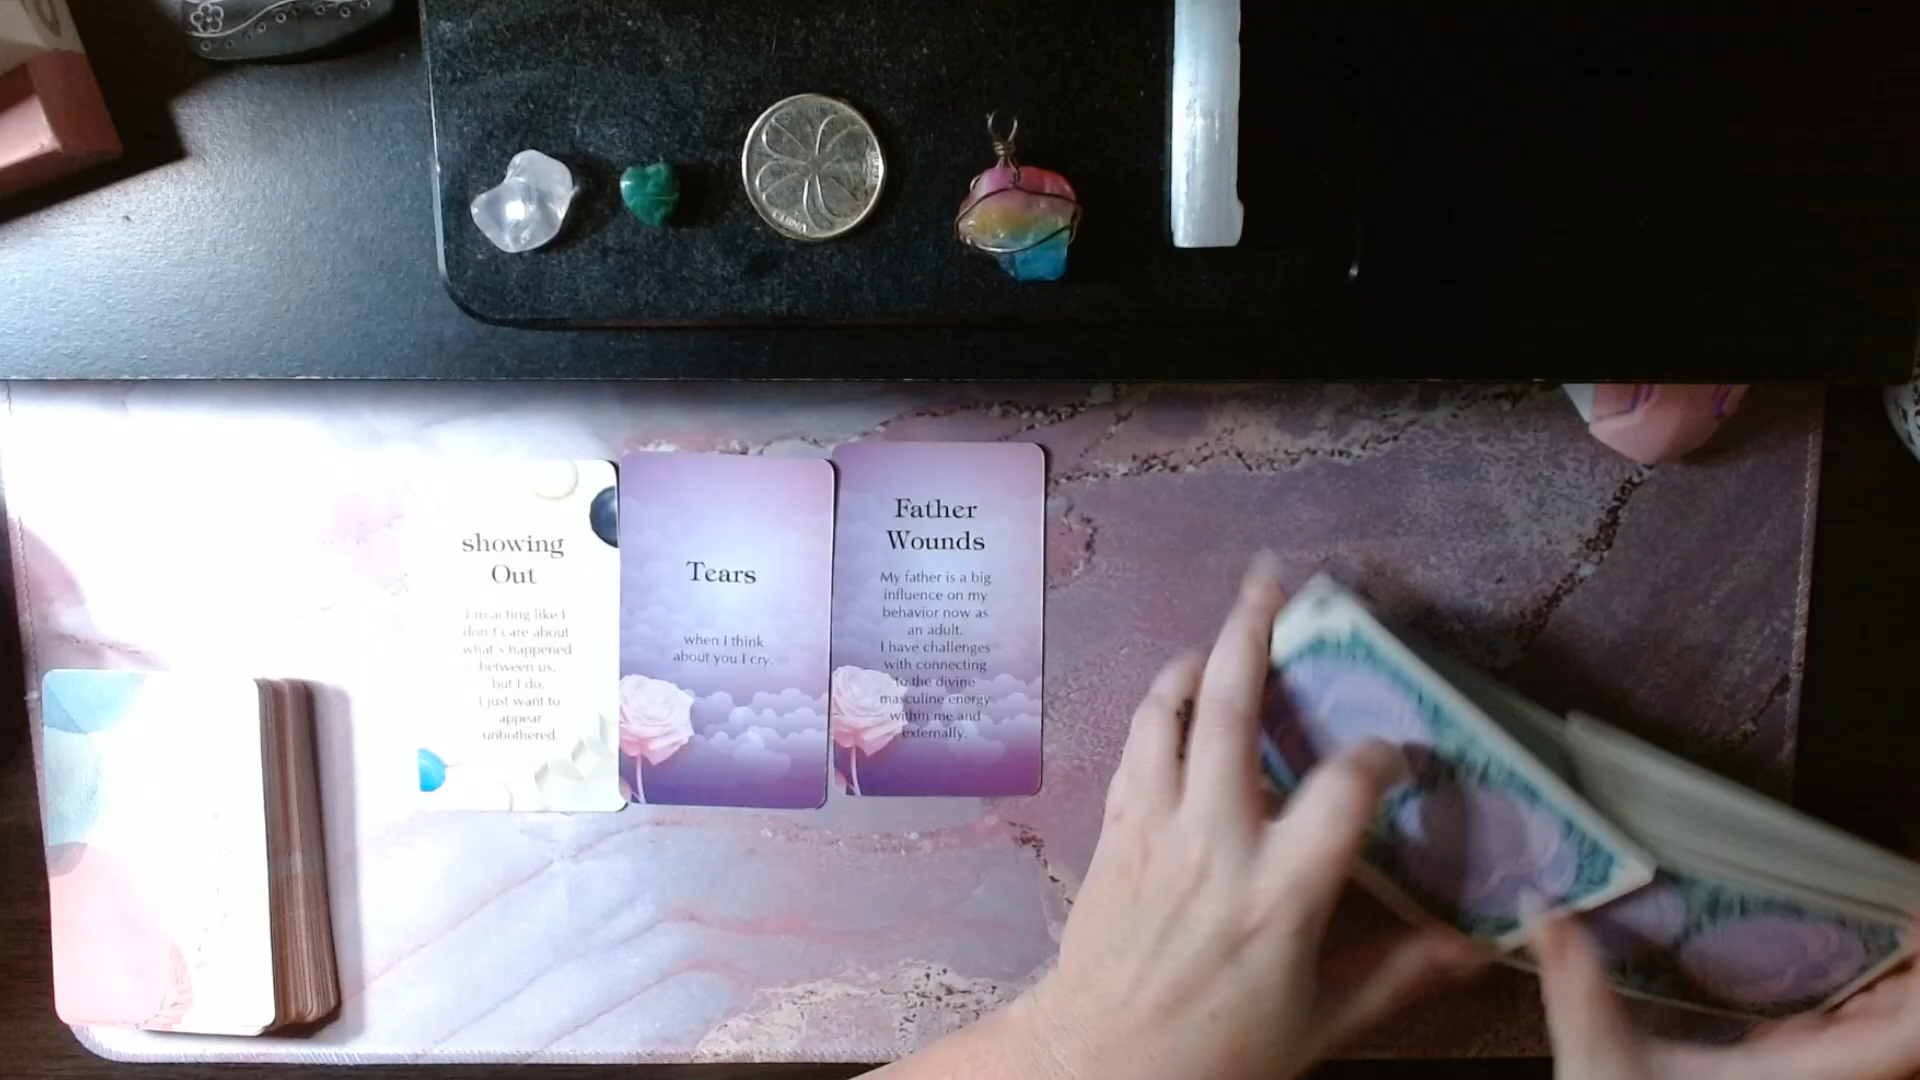 showing
Out
I'm acting like I
don't care about
what's happened
between us,
but I do.
I just want to
appear
unbothered.
Tears
when I think
about you I cry.
Father
Wounds
My father is a big
influence on my
behavior now as
an adult.
I have challenges
with connecting
to the divine
masculine energy
within me and
externally.